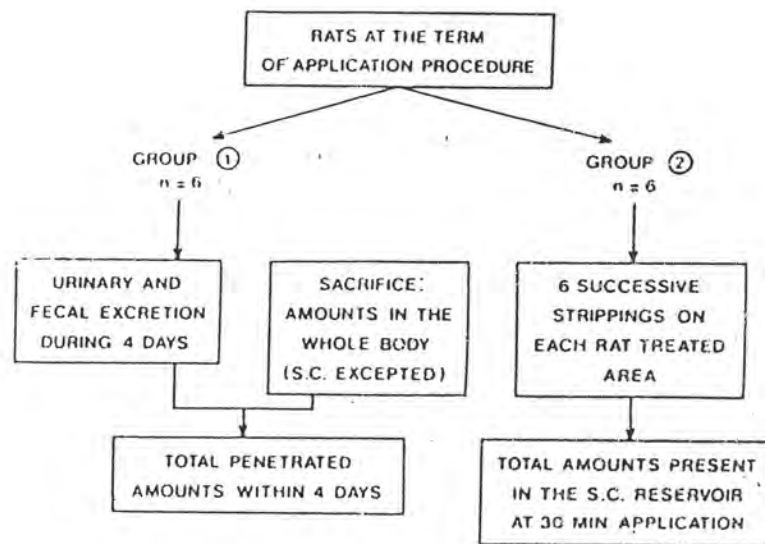 RATS AT THE TERM
OF APPLICATION PROCEDURE
GROUP ①
n = 6
GROUP ②
n = 6
URINARY AND
FECAL EXCRETION
DURING 4 DAYS
SACRIFICE:
AMOUNTS IN THE
WHOLE BODY
(S.C. EXCEPTED)
6 SUCCESSIVE
STRIPPINGS ON
EACH RAT TREATED
AREA
TOTAL PENETRATED
AMOUNTS WITHIN 4 DAYS
TOTAL AMOUNTS PRESENT
IN THE S.C. RESERVOIR
AT 30 MIN APPLICATION